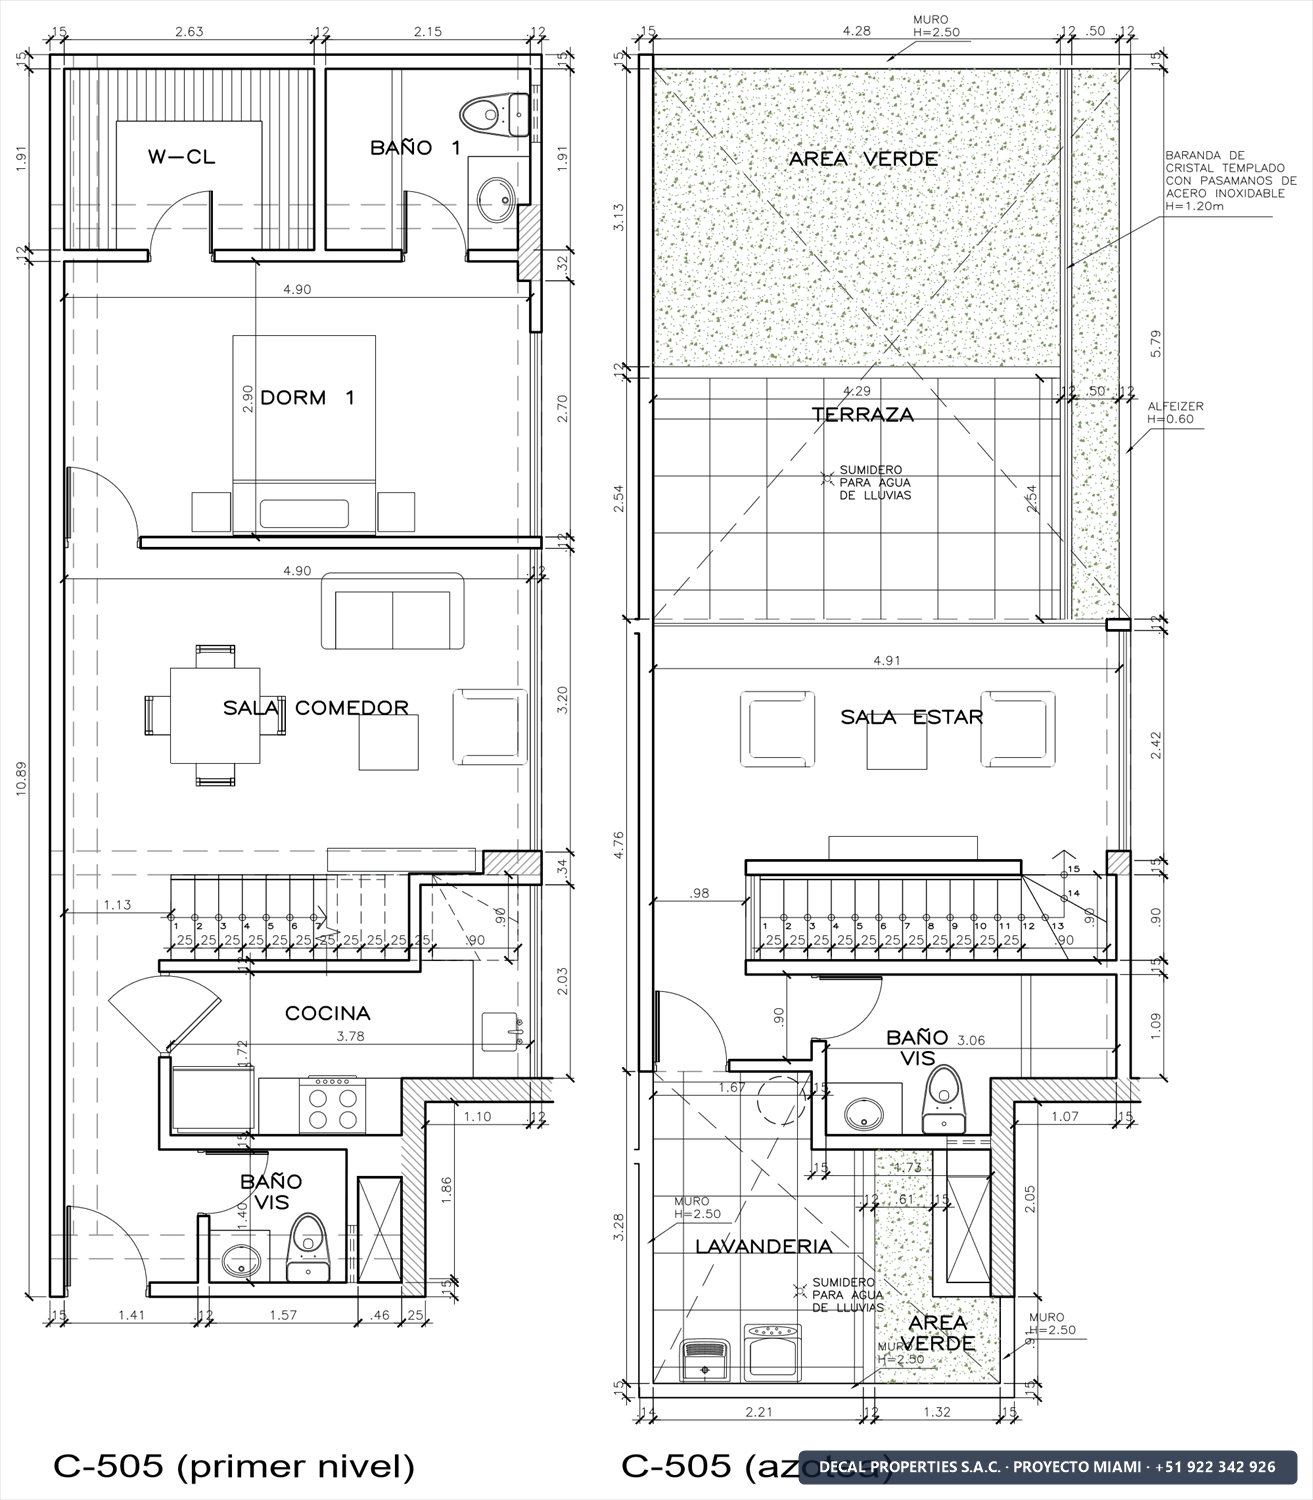 .15 2.63 .12 2.15 .12
.15 4.28 .12 .50 .12
MURO
H=2.50
.15
.15
.15
.15
W-CL
BAÑO 1
1.91
1.91
.12
.32
4.90
2.90
DORM 1
2.70
.12
4.90 .12
SALA COMEDOR
3.20
10.89
.34
1.13
.90
1 2 3 4 5 6 7
.25 .25 .25 .25 .25 .25 .25 .25 .25 .25 .25 .90
.12
COCINA
3.78
2.03
1.72
1.10 .12
.15
BAÑO
VIS
1.40
1.86
.15
.15 1.41 .12 1.57 .46 .25
C-505 (primer nivel)
AREA VERDE
BARANDA DE
CRISTAL TEMPLADO
CON PASAMANOS DE
ACERO INOXIDABLE
H=1.20m
3.13
.12
5.79
4.29 .12 .50 .12
TERRAZA
ALFEIZER
H=0.60
SUMIDERO
PARA AGUA
DE LLUVIAS
2.54
2.54
.12
4.91
SALA ESTAR
2.42
4.76
.15
.98
15
14
1 2 3 4 5 6 7 8 9 10 11 12 13
.90
.90
.25 .25 .25 .25 .25 .25 .25 .25 .25 .25 .25 .90
.15
.90
BAÑO
VIS
3.06
1.09
1.67 .15
1.07 .15
.15 1.73
.12 .61 .15
2.05
MURO
H=2.50
3.28
LAVANDERIA
SUMIDERO
PARA AGUA
DE LLUVIAS
AREA
VERDE
MURO
H=2.50
MURO
H=2.50
.91
.15
.15
.14 2.21 .12 1.32 .15
C-505 (azotea)
DECAL PROPERTIES S.A.C. · PROYECTO MIAMI · +51 922 342 926